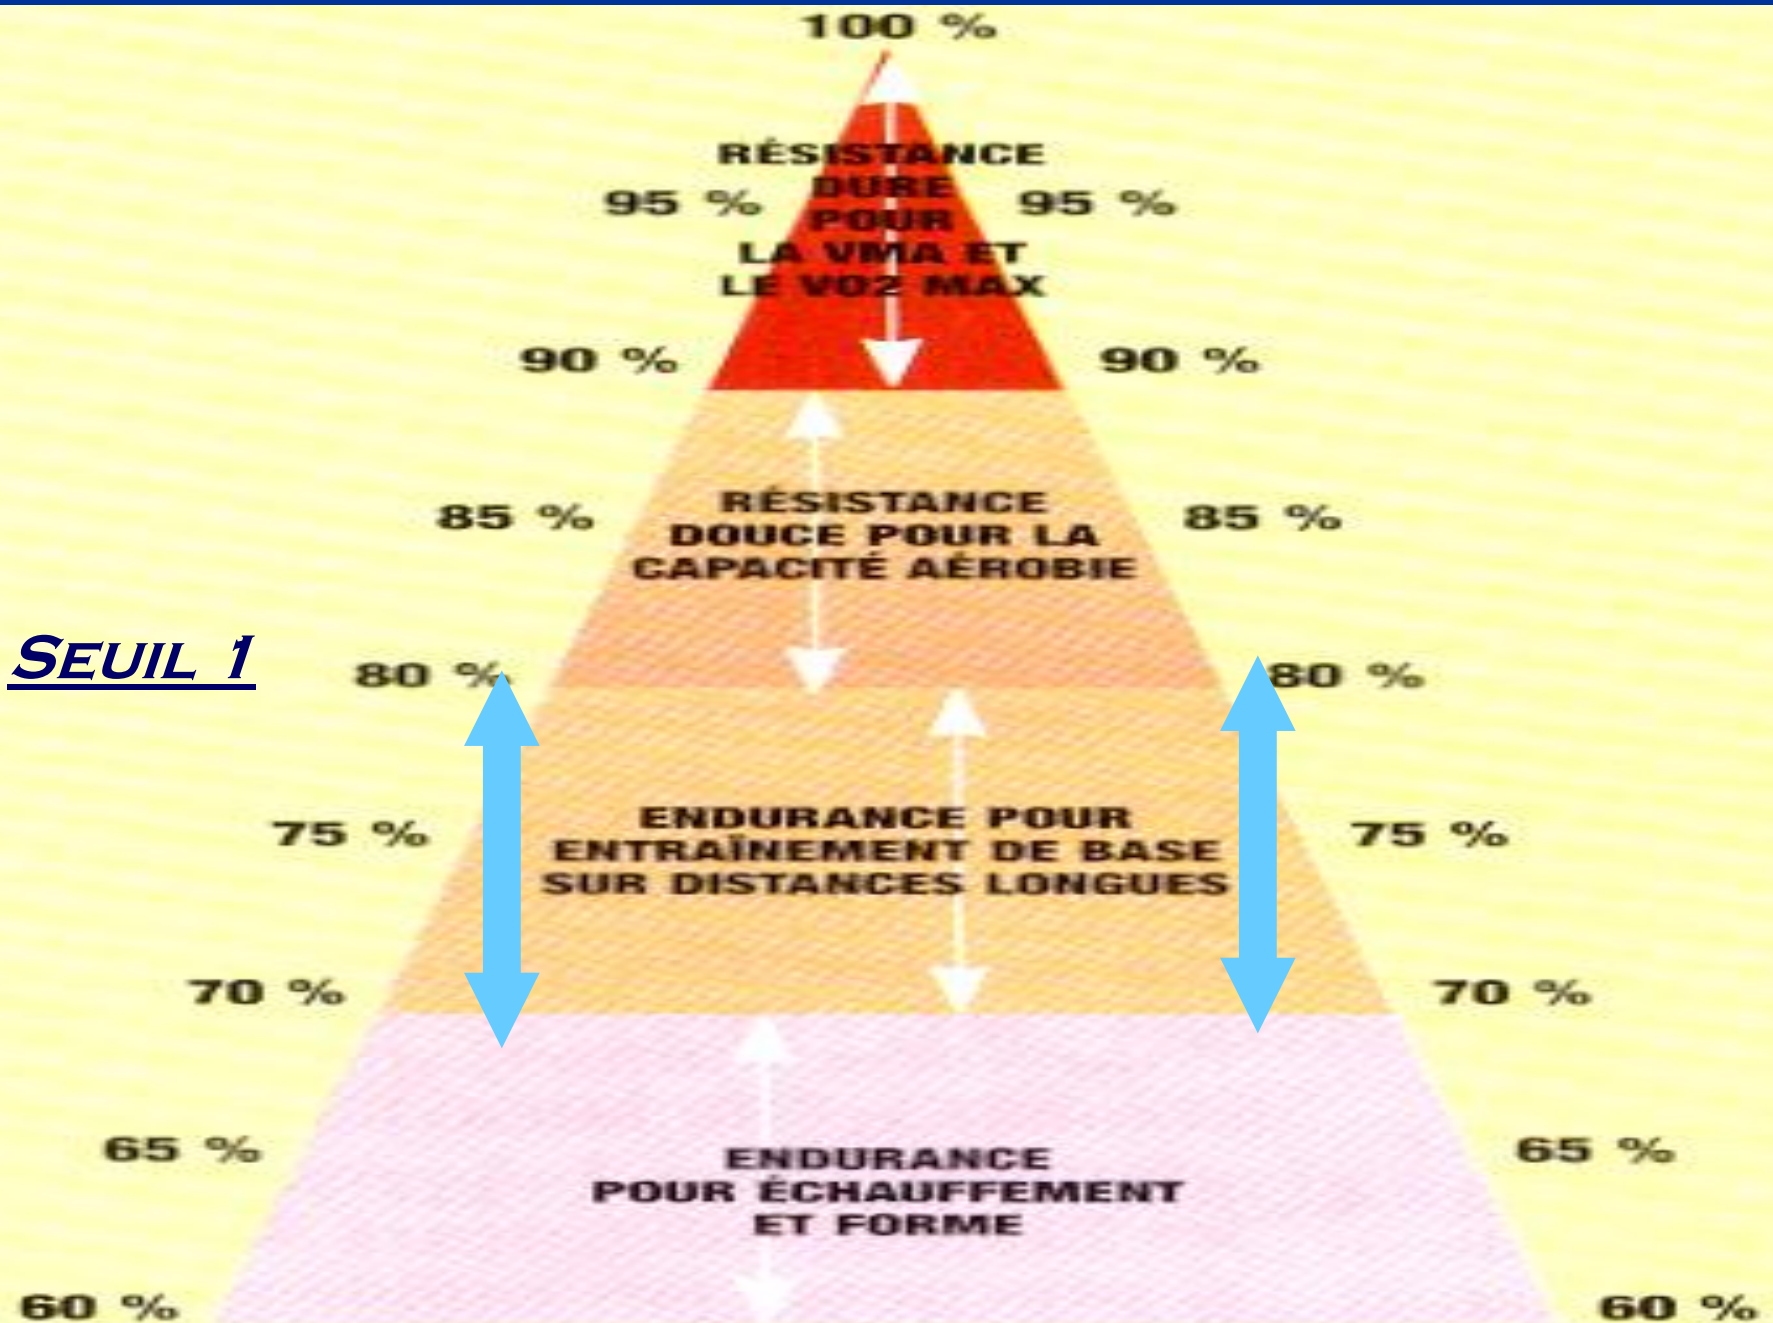 100 %
RÉSISTANCE
DURE
95 % 95 %
POUR
LA VMA ET
LE VO2 MAX
90 % 90 %
RÉSISTANCE
85 % 85 %
DOUCE POUR LA
CAPACITÉ AÉROBIE
SEUIL 1
80 % 80 %
ENDURANCE POUR
75 % 75 %
ENTRAÎNEMENT DE BASE
SUR DISTANCES LONGUES
70 % 70 %
65 % 65 %
ENDURANCE
POUR ÉCHAUFFEMENT
ET FORME
60 % 60 %